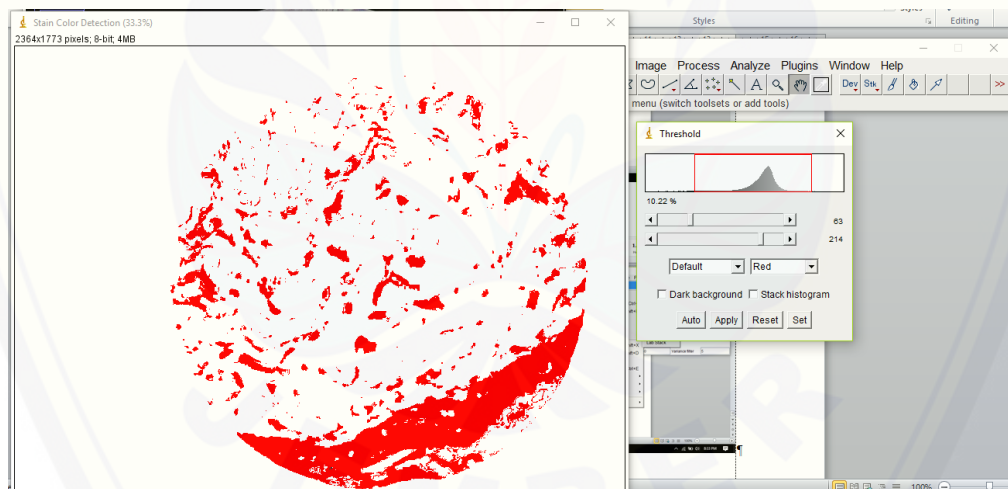 Stain Color Detection (33.3%)
2364x1773 pixels; 8-bit; 4MB
Styles
Editing
Image Process Analyze Plugins Window Help
Dev Stk >>
menu (switch toolsets or add tools)
Threshold
10.22 %
63
214
Default Red
Dark background Stack histogram
Auto Apply Reset Set
100%